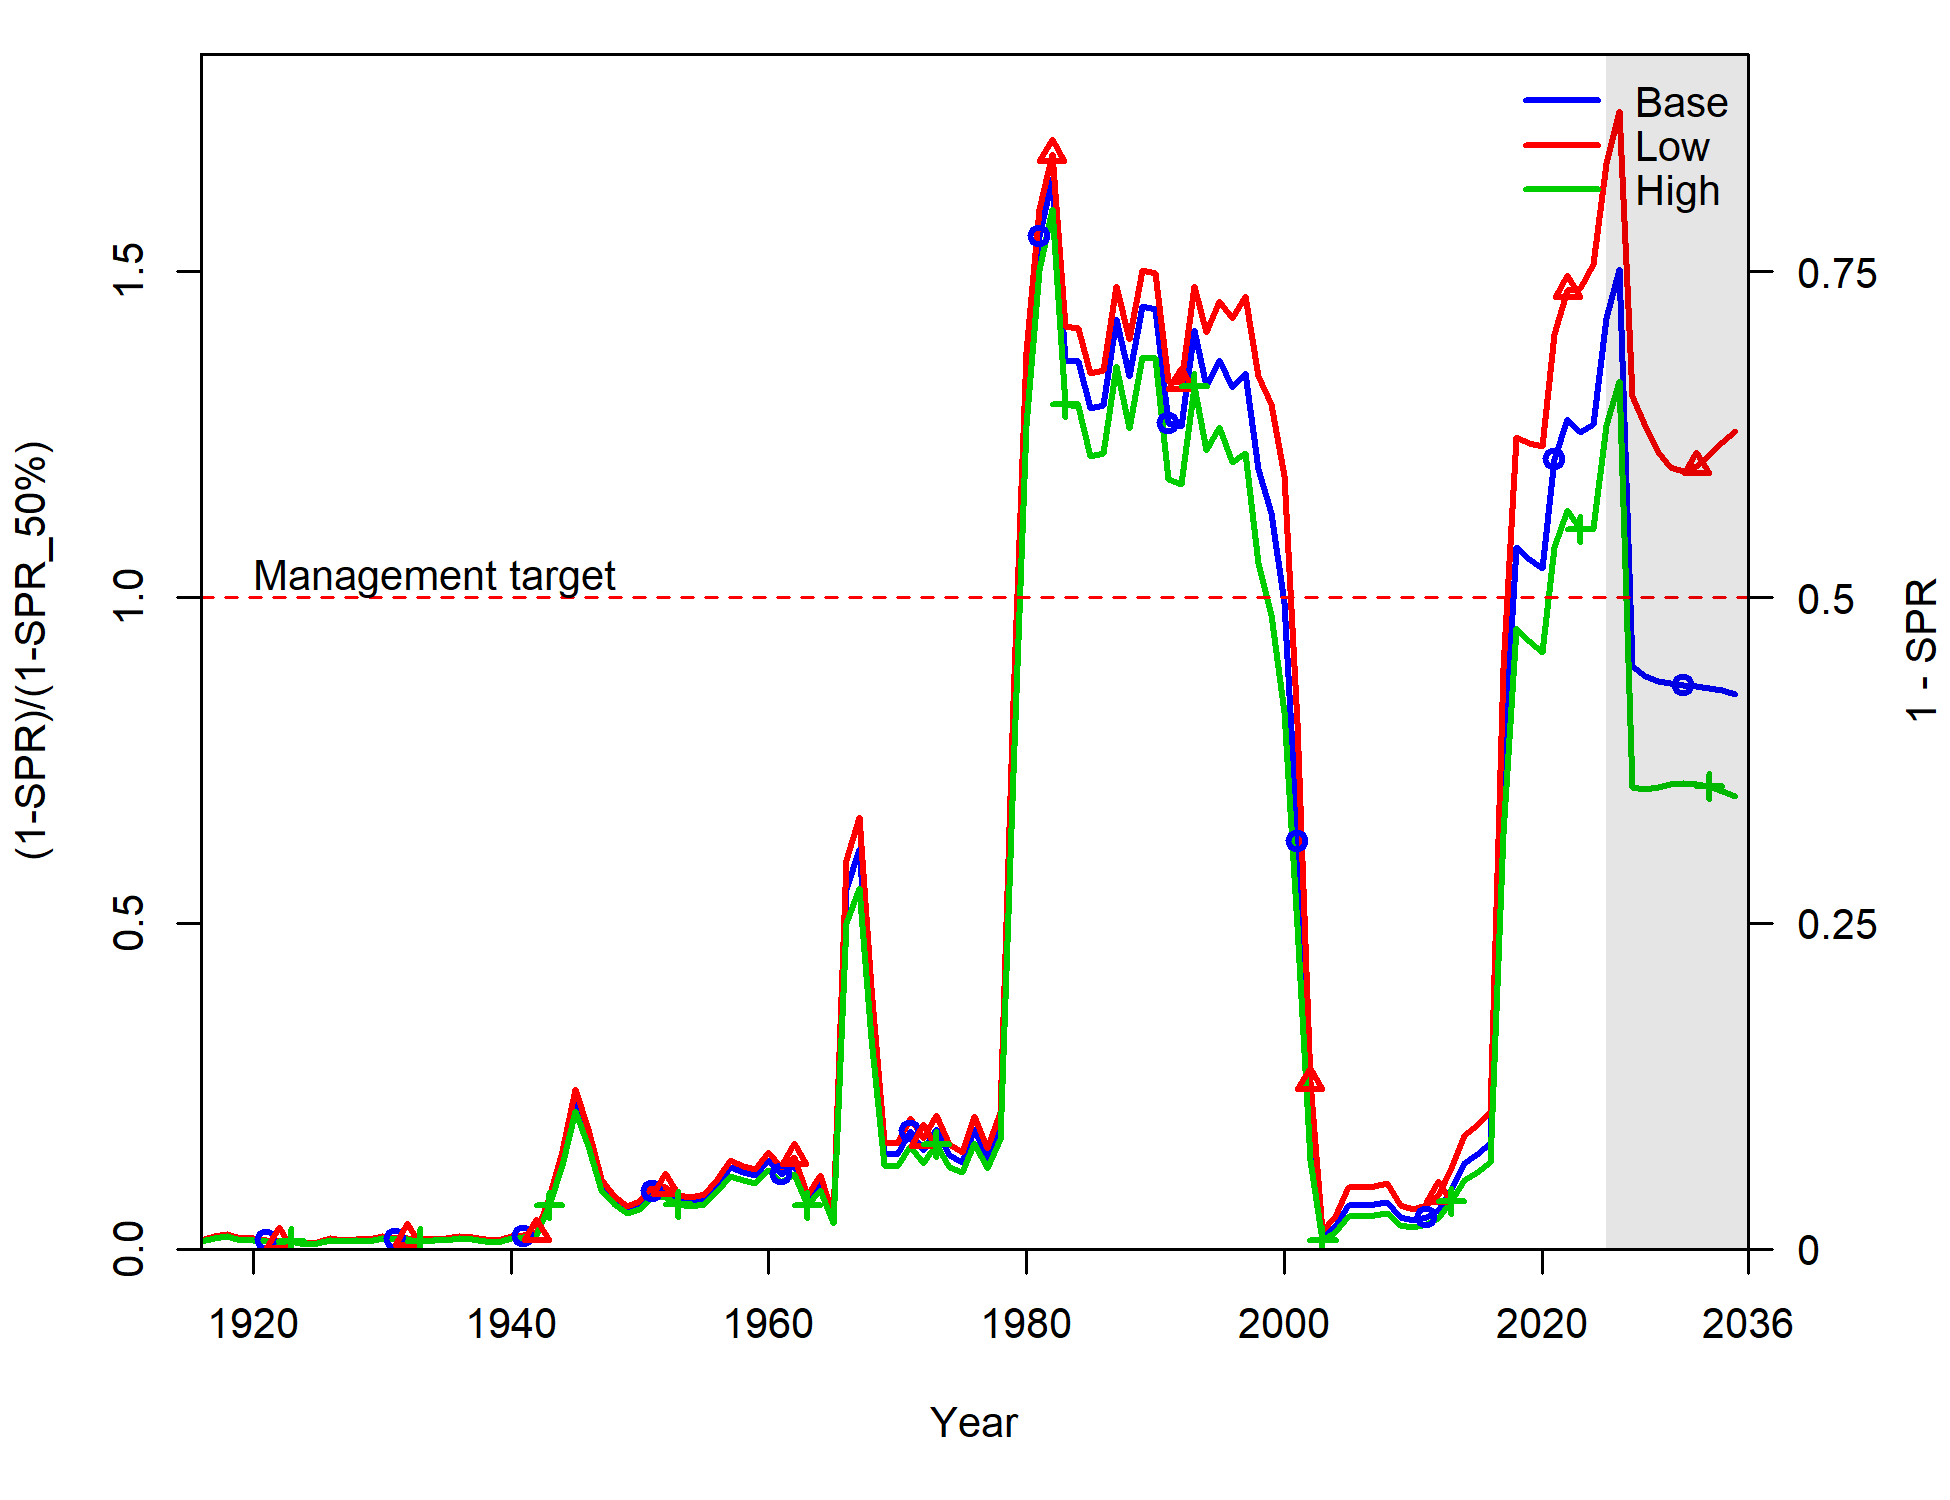 Base
Low
High
Management target
(1-SPR)/(1-SPR_50%)
0.0
0.5
1.0
1.5
1 - SPR
0
0.25
0.5
0.75
1920
1940
1960
1980
2000
2020
2036
Year